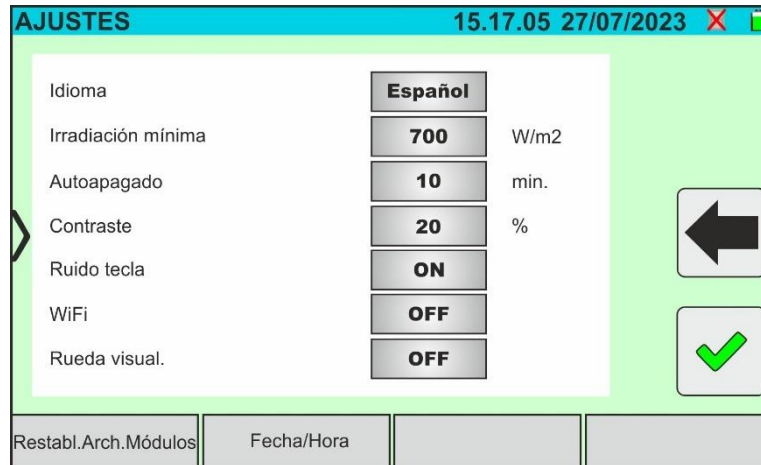 AJUSTES 15.17.05 27/07/2023
Idioma Español
Irradiación mínima 700 W/m2
Autoapagado 10 min.
Contraste 20 %
Ruido tecla ON
WiFi OFF
Rueda visual. OFF
Restabl.Arch.Módulos Fecha/Hora